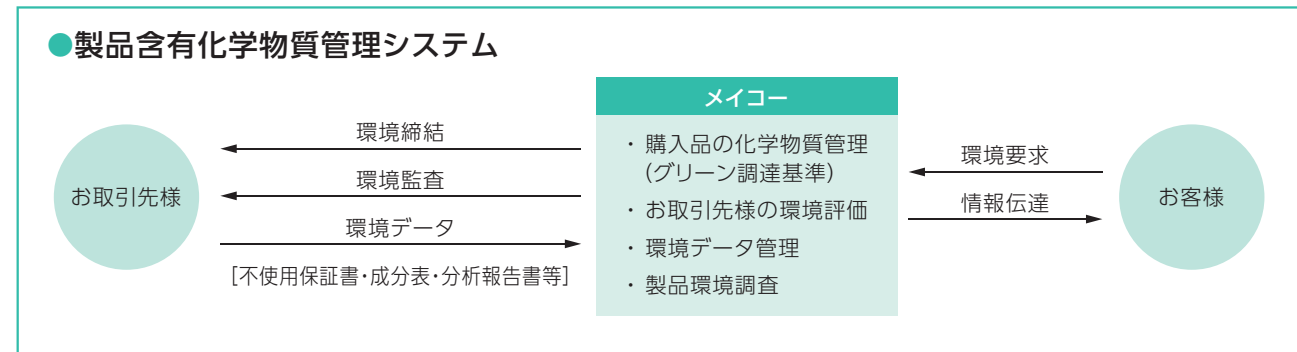 ●製品含有化学物質管理システム
お取引先様
環境締結
環境監査
環境データ
[不使用保証書・成分表・分析報告書等]
メイコー
・購入品の化学物質管理
(グリーン調達基準)
・お取引先様の環境評価
・環境データ管理
・製品環境調査
環境要求
情報伝達
お客様